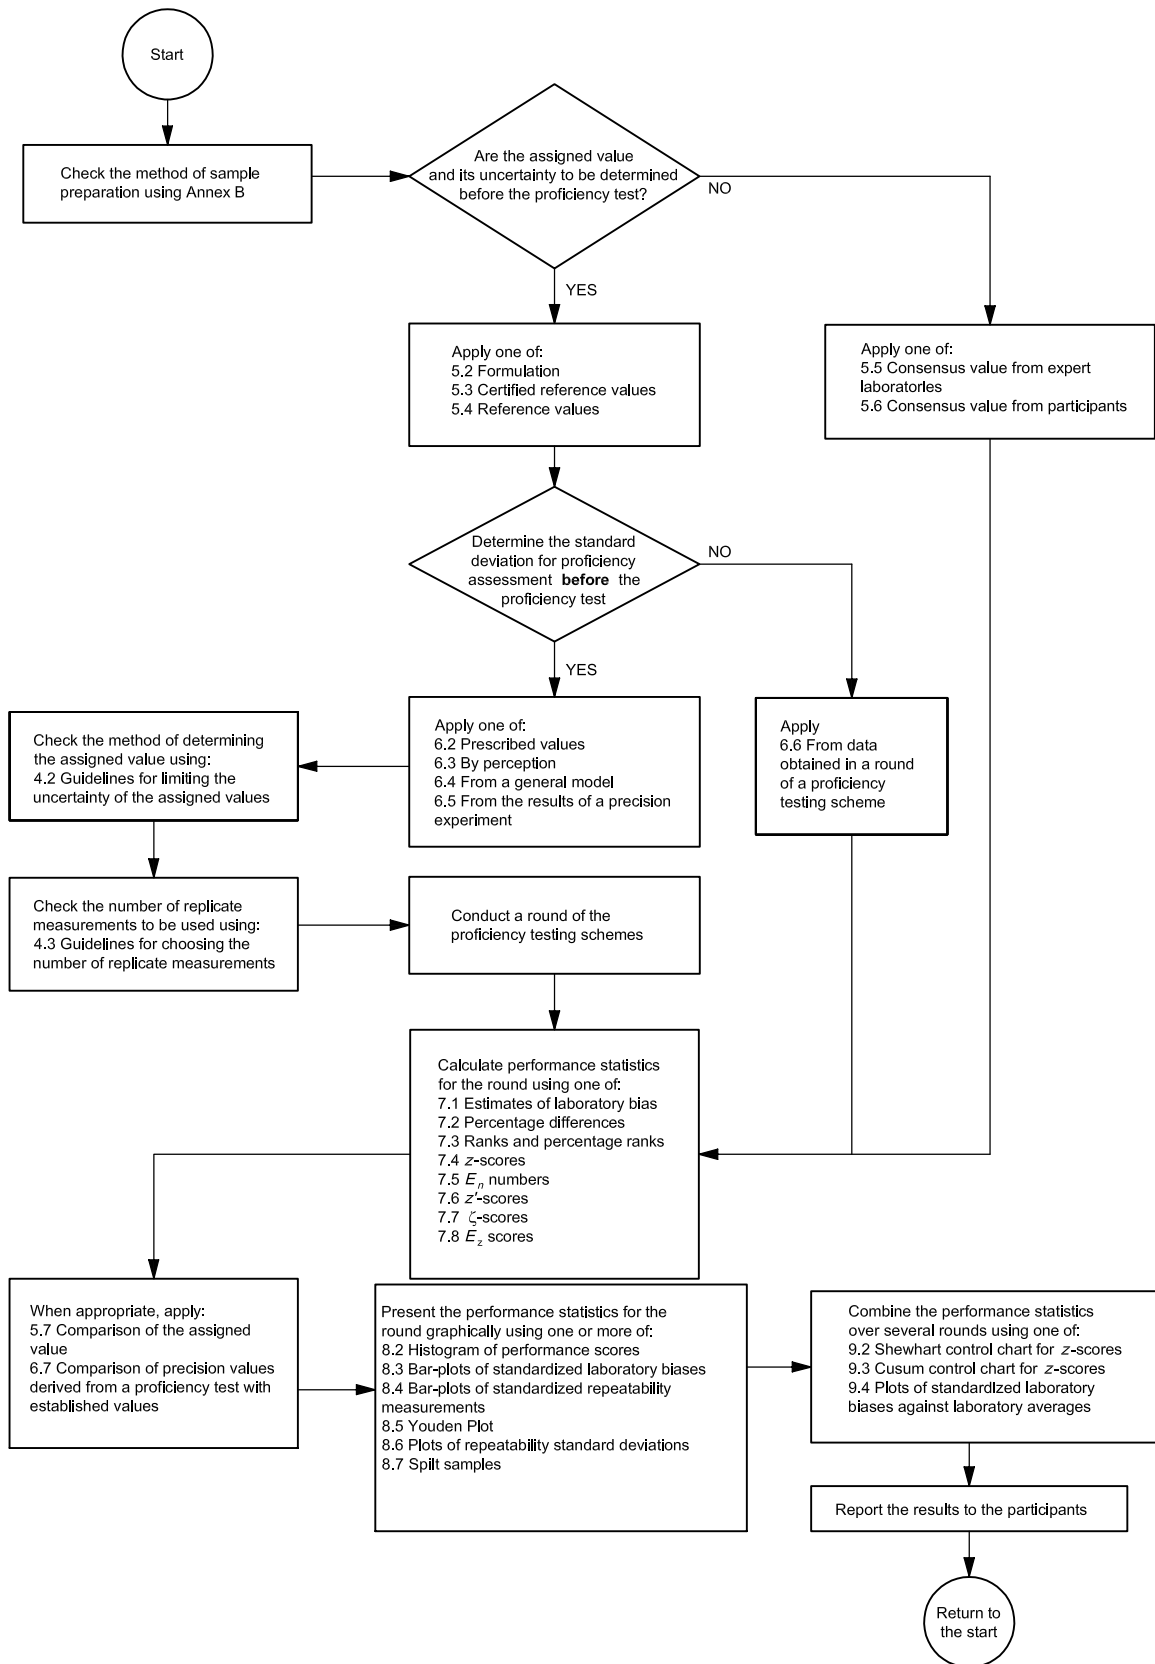 Start
Check the method of sample
preparation using Annex B
Are the assigned value
and its uncertainty to be determined
before the proficiency test?
NO
YES
Apply one of:
5.2 Formulation
5.3 Certified reference values
5.4 Reference values
Apply one of:
5.5 Consensus value from expert
laboratories
5.6 Consensus value from participants
Determine the standard
deviation for proficiency
assessment before the
proficiency test
NO
YES
Apply one of:
6.2 Prescribed values
6.3 By perception
6.4 From a general model
6.5 From the results of a precision
experiment
Apply
6.6 From data
obtained in a round
of a proficiency
testing scheme
Check the method of determining
the assigned value using:
4.2 Guidelines for limiting the
uncertainty of the assigned values
Check the number of replicate
measurements to be used using:
4.3 Guidelines for choosing the
number of replicate measurements
Conduct a round of the
proficiency testing schemes
Calculate performance statistics
for the round using one of:
7.1 Estimates of laboratory bias
7.2 Percentage differences
7.3 Ranks and percentage ranks
7.4 z-scores
7.5 Eₙ numbers
7.6 z′-scores
7.7 ζ-scores
7.8 E_z scores
When appropriate, apply:
5.7 Comparison of the assigned
value
6.7 Comparison of precision values
derived from a proficiency test with
established values
Present the performance statistics for the
round graphically using one or more of:
8.2 Histogram of performance scores
8.3 Bar-plots of standardized laboratory biases
8.4 Bar-plots of standardized repeatability
measurements
8.5 Youden Plot
8.6 Plots of repeatability standard deviations
8.7 Spilt samples
Combine the performance statistics
over several rounds using one of:
9.2 Shewhart control chart for z-scores
9.3 Cusum control chart for z-scores
9.4 Plots of standardized laboratory
biases against laboratory averages
Report the results to the participants
Return to
the start